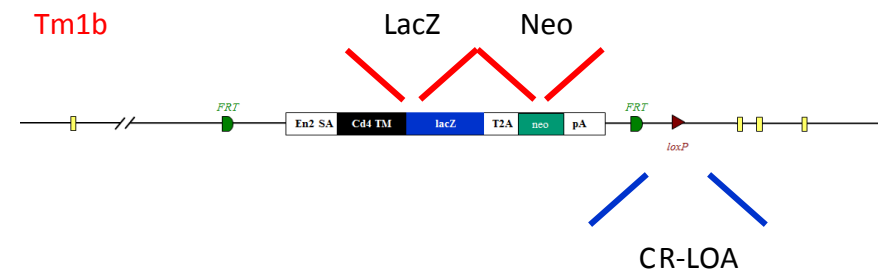 Tm1b
LacZ Neo
FRT FRT
En2 SA Cd4 TM lacZ T2A neo pA
loxP
CR-LOA